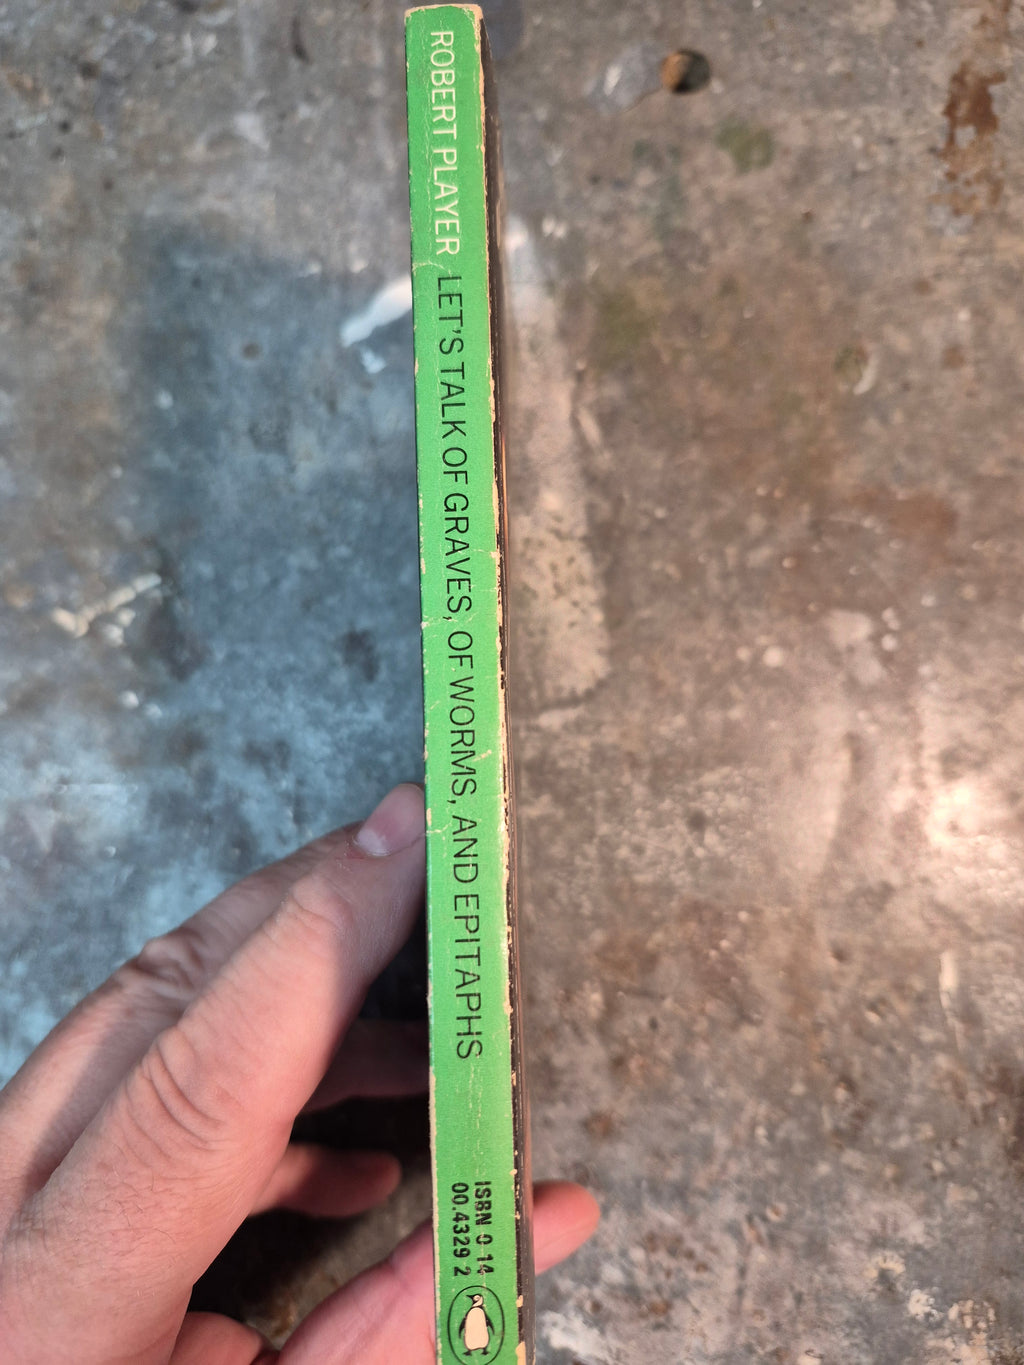 ROBERT PLAYER LET'S TALK OF GRAVES, OF WORMS, AND EPITAPHS
ISBN 0 14
00.4329 2